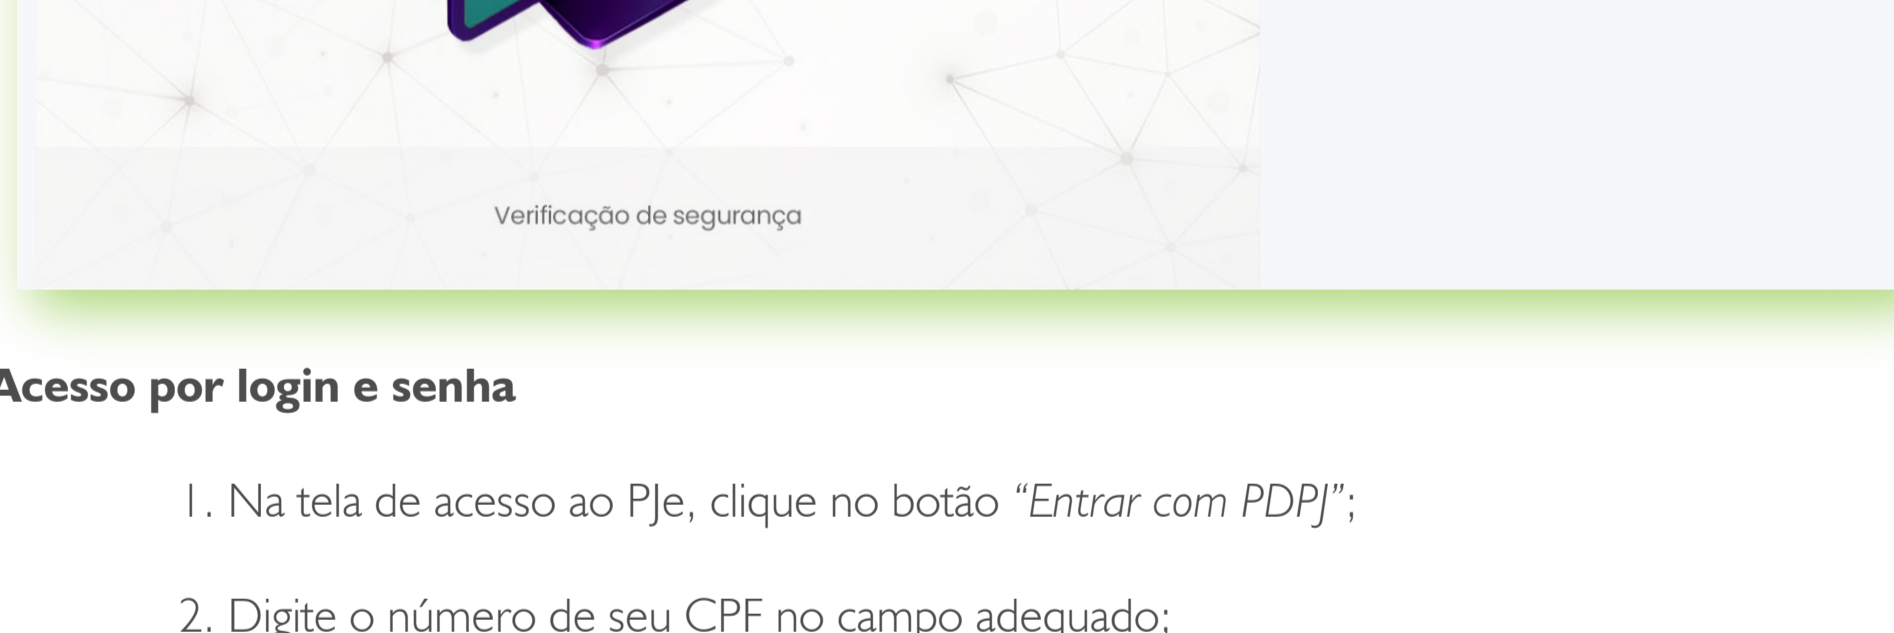 Verificação de segurança
Acesso por login e senha
1. Na tela de acesso ao PJe, clique no botão “Entrar com PDPJ”;
2. Digite o número de seu CPF no campo adequado;